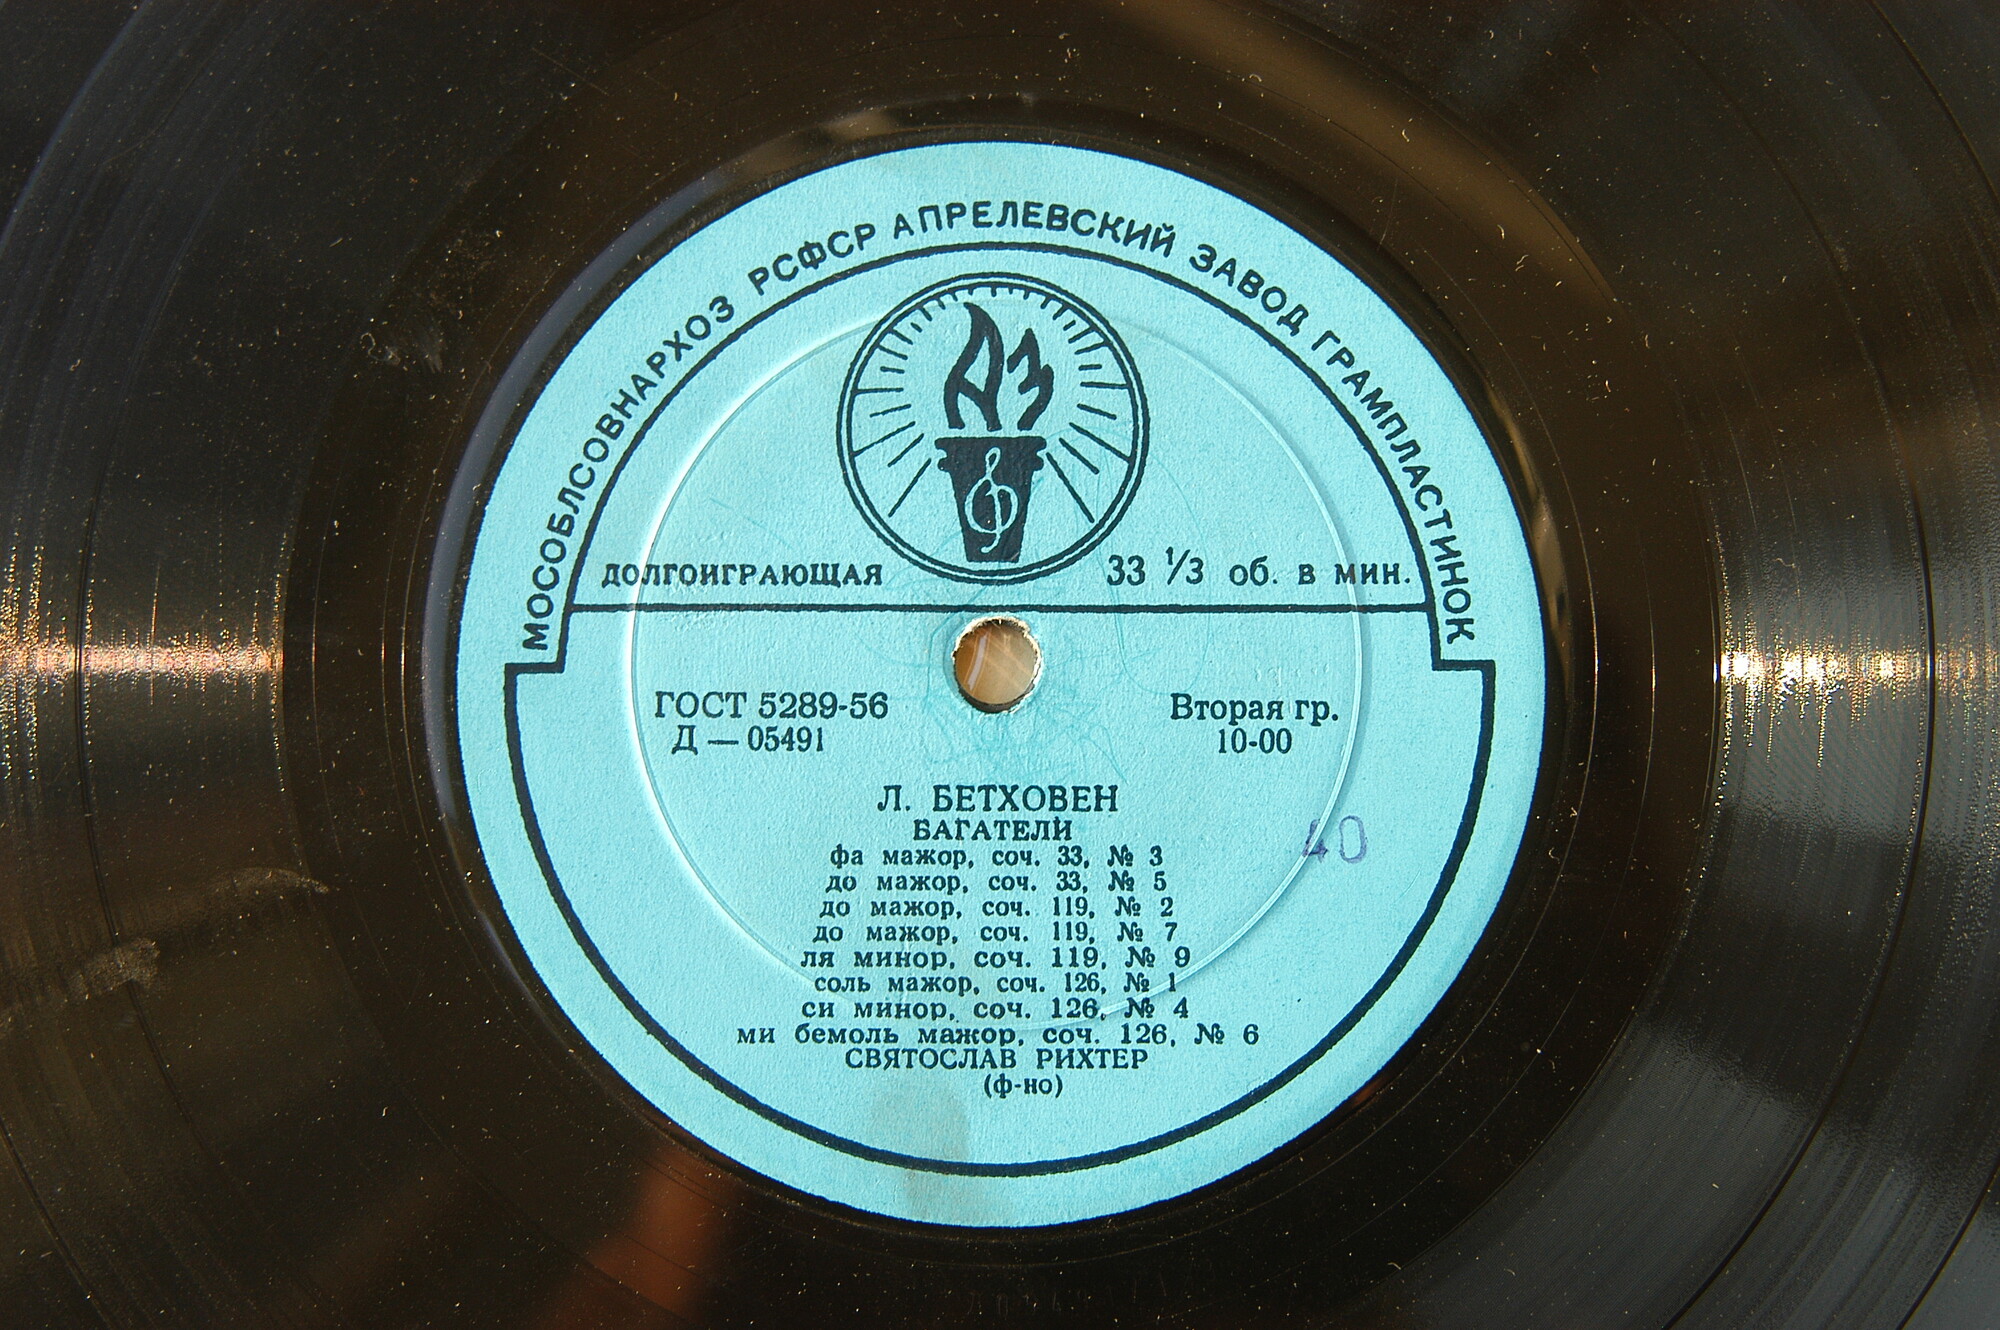 МОСОБЛСОВНАРХОЗ РСФСР АПРЕЛЕВСКИЙ ЗАВОД ГРАМПЛАСТИНОК
АЗ
ДОЛГОИГРАЮЩАЯ 33 1/3 об. в мин.
ГОСТ 5289-56 Вторая гр.
Д — 05491 10-00
Л. БЕТХОВЕН
БАГАТЕЛИ
фа мажор, соч. 33, № 3
до мажор, соч. 33, № 5
до мажор, соч. 119, № 2
до мажор, соч. 119, № 7
ля минор, соч. 119, № 9
соль мажор, соч. 126, № 1
си минор, соч. 126, № 4
ми бемоль мажор, соч. 126, № 6
СВЯТОСЛАВ РИХТЕР
(ф-но)
40